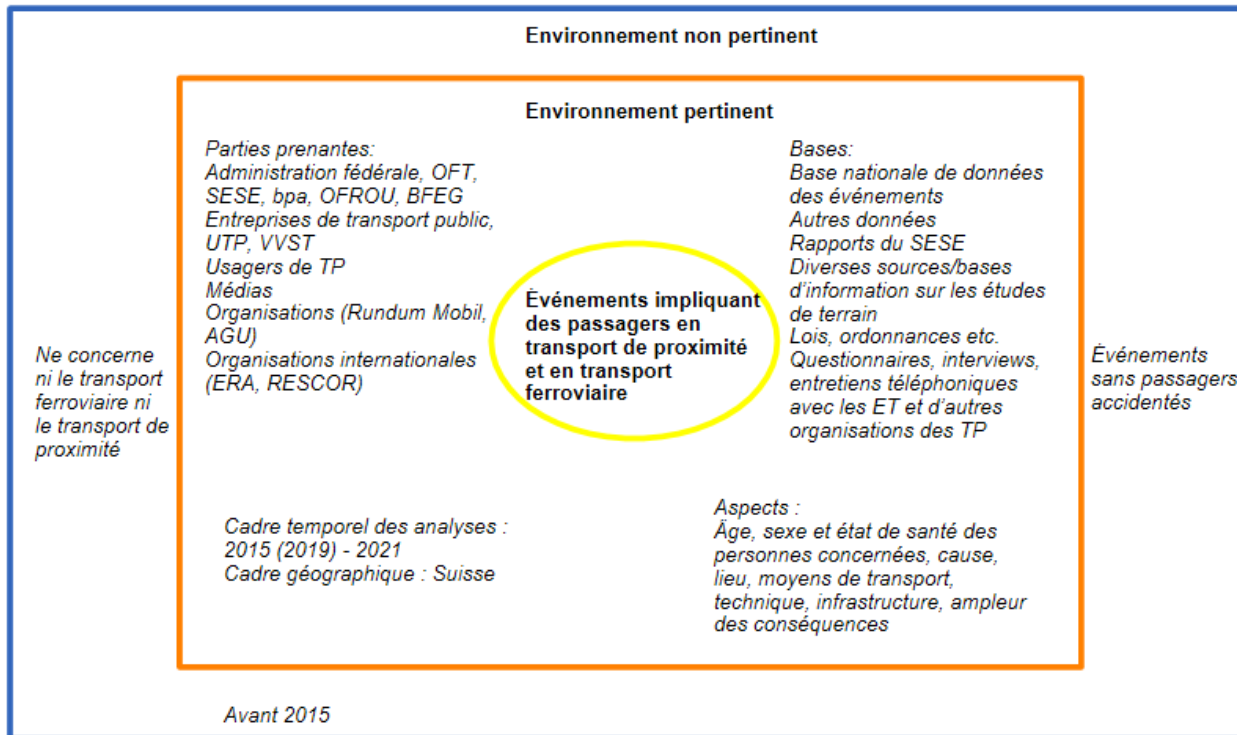 Environnement non pertinent
Environnement pertinent
Parties prenantes:
Administration fédérale, OFT,
SESE, bpa, OFROU, BFEG
Entreprises de transport public,
UTP, VVST
Usagers de TP
Médias
Organisations (Rundum Mobil,
AGU)
Organisations internationales
(ERA, RESCOR)
Bases:
Base nationale de données
des événements
Autres données
Rapports du SESE
Diverses sources/bases
d'information sur les études
de terrain
Lois, ordonnances etc.
Questionnaires, interviews,
entretiens téléphoniques
avec les ET et d'autres
organisations des TP
Événements impliquant
des passagers en
transport de proximité
et en transport
ferroviaire
Ne concerne
ni le transport
ferroviaire ni
le transport de
proximité
Événements
sans passagers
accidentés
Cadre temporel des analyses :
2015 (2019) - 2021
Cadre géographique : Suisse
Aspects :
Äge, sexe et état de santé des
personnes concernées, cause,
lieu, moyens de transport,
technique, infrastructure, ampleur
des conséquences
Avant 2015